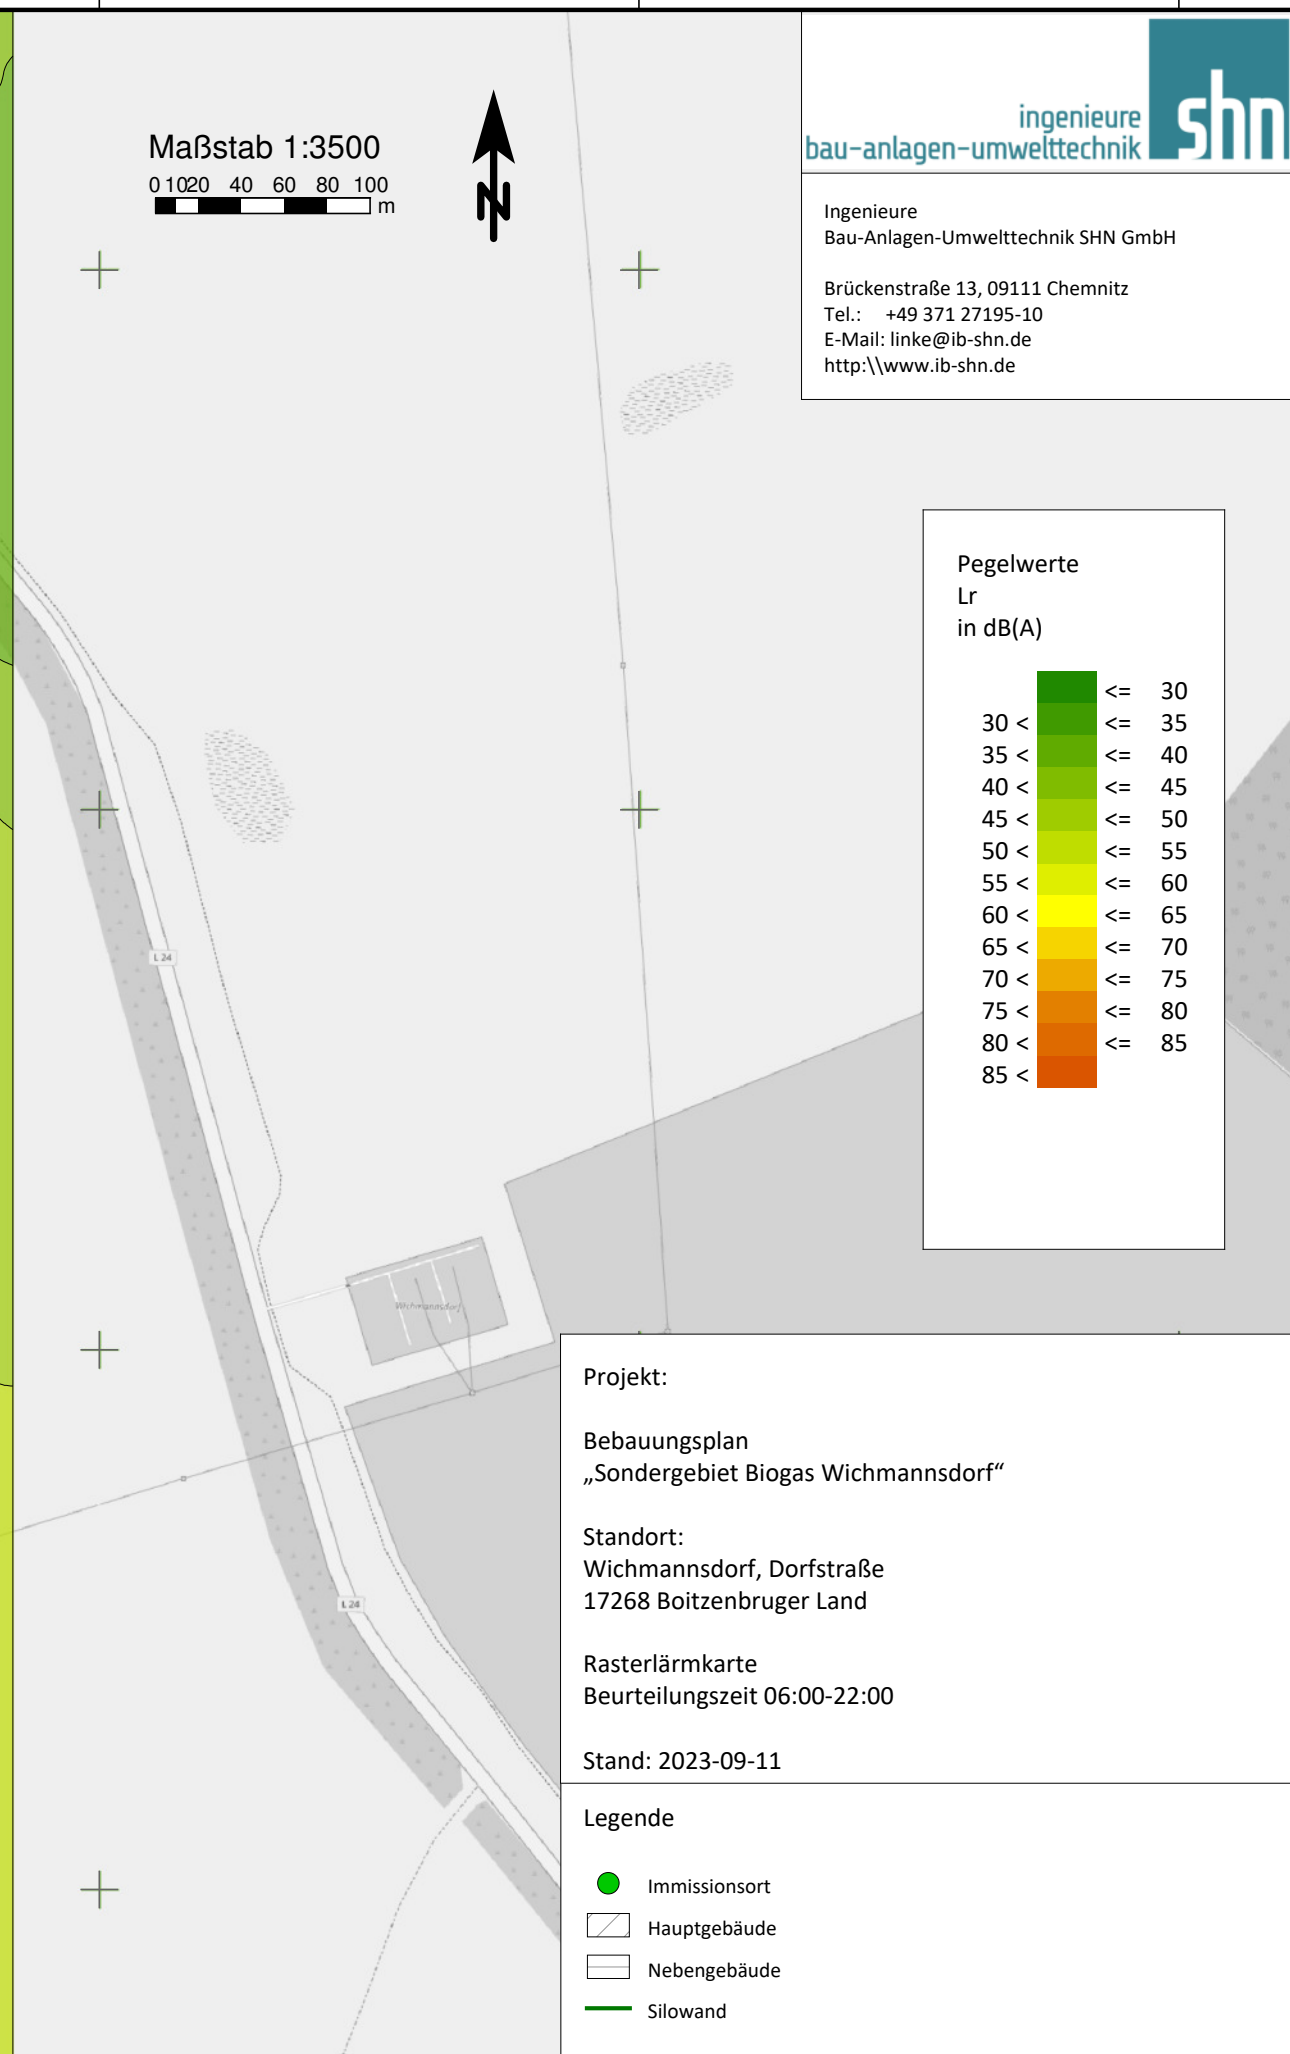 Maßstab 1:3500
0 10 20 40 60 80 100
m
N
ingenieure
bau-anlagen-umwelttechnik
shn
Ingenieure
Bau-Anlagen-Umwelttechnik SHN GmbH
Brückenstraße 13, 09111 Chemnitz
Tel.: +49 371 27195-10
E-Mail: linke@ib-shn.de
http:\\www.ib-shn.de
Pegelwerte
Lr
in dB(A)
<= 30
30 < <= 35
35 < <= 40
40 < <= 45
45 < <= 50
50 < <= 55
55 < <= 60
60 < <= 65
65 < <= 70
70 < <= 75
75 < <= 80
80 < <= 85
85 <
L 24
Wichmannsdorf
L 24
Projekt:
Bebauungsplan
„Sondergebiet Biogas Wichmannsdorf“
Standort:
Wichmannsdorf, Dorfstraße
17268 Boitzenbruger Land
Rasterlärmkarte
Beurteilungszeit 06:00-22:00
Stand: 2023-09-11
Legende
Immissionsort
Hauptgebäude
Nebengebäude
Silowand